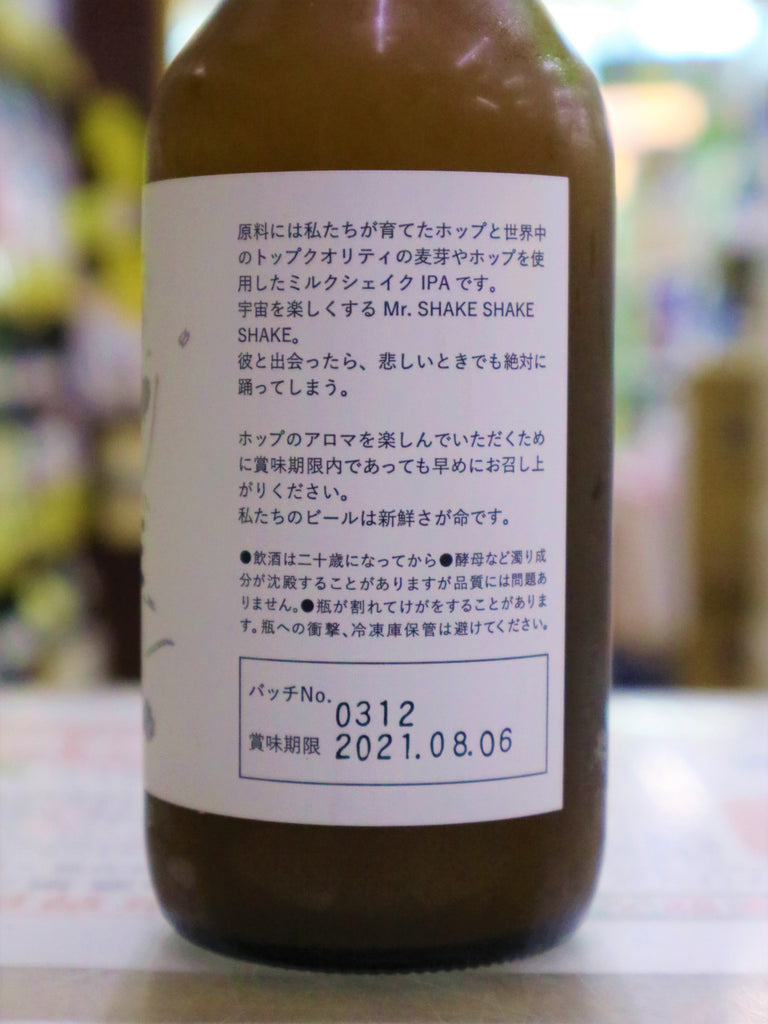 原料には私たちが育てたホップと世界中
のトップクオリティの麦芽やホップを使
用したミルクシェイク IPA です。
宇宙を楽しくする Mr. SHAKE SHAKE
SHAKE。
彼と出会ったら、悲しいときでも絶対に
踊ってしまう。
ホップのアロマを楽しんでいただくため
に賞味期限内であっても早めにお召し上
がりください。
私たちのビールは新鮮さが命です。
●飲酒は二十歳になってから●酵母など濁り成
分が沈殿することがありますが品質には問題あ
りません。●瓶が割れてけがをすることがありま
す。瓶への衝撃、冷凍庫保管は避けてください。
バッチNo. 0312
賞味期限 2021.08.06